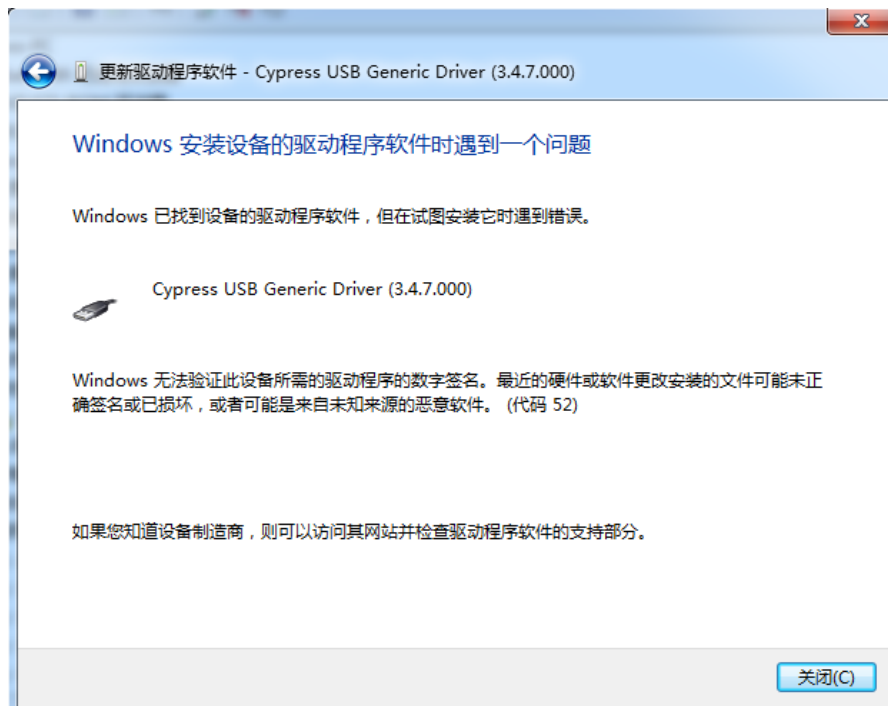 更新驱动程序软件 - Cypress USB Generic Driver (3.4.7.000)
Windows 安装设备的驱动程序软件时遇到一个问题
Windows 已找到设备的驱动程序软件，但在试图安装它时遇到错误。
Cypress USB Generic Driver (3.4.7.000)
Windows 无法验证此设备所需的驱动程序的数字签名。最近的硬件或软件更改安装的文件可能未正
确签名或已损坏，或者可能是来自未知来源的恶意软件。 (代码 52)
如果您知道设备制造商，则可以访问其网站并检查驱动程序软件的支持部分。
关闭(C)